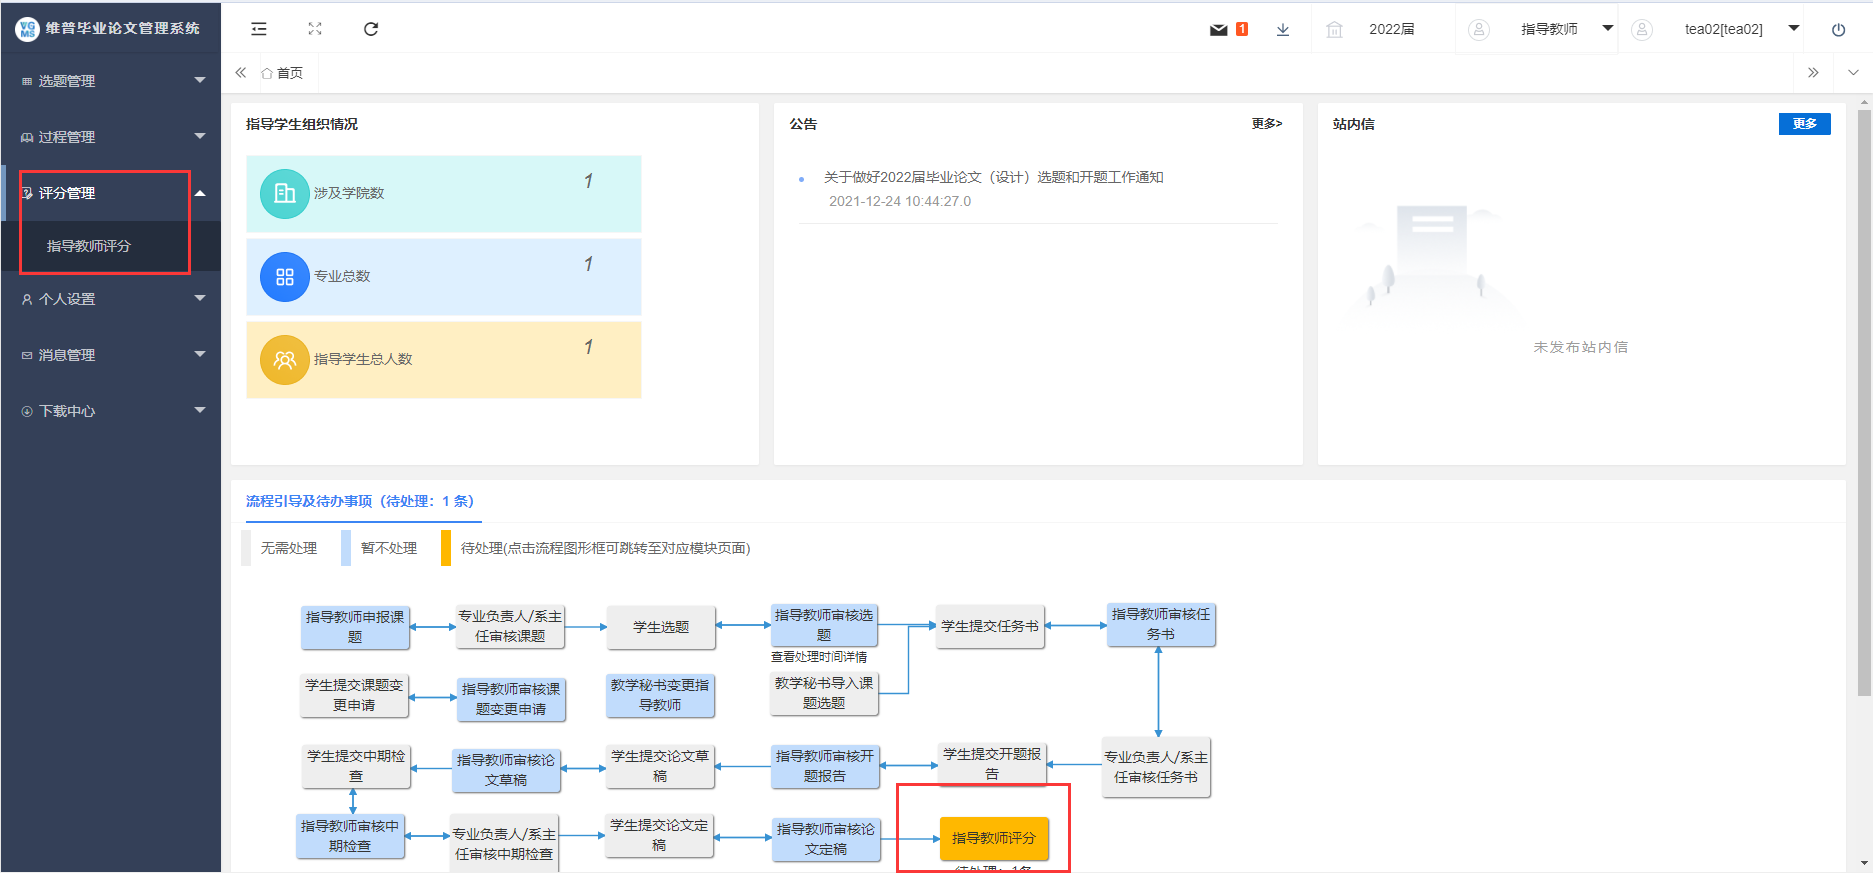 VGMS 维普毕业论文管理系统
1
2022届
指导教师
tea02[tea02]
首页
选题管理
过程管理
评分管理
指导教师评分
个人设置
消息管理
下载中心
指导学生组织情况
涉及学院数
1
专业总数
1
指导学生总人数
1
公告
更多>
关于做好2022届毕业论文（设计）选题和开题工作通知
2021-12-24 10:44:27.0
站内信
更多
未发布站内信
流程引导及待办事项（待处理：1 条）
无需处理
暂不处理
待处理(点击流程图形框可跳转至对应模块页面)
指导教师申报课
题
专业负责人/系主
任审核课题
学生选题
指导教师审核选
题
查看处理时间详情
学生提交任务书
指导教师审核任
务书
学生提交课题变
更申请
指导教师审核课
题变更申请
教学秘书变更指
导教师
教学秘书导入课
题选题
学生提交中期检
查
指导教师审核论
文草稿
学生提交论文草
稿
指导教师审核开
题报告
学生提交开题报
告
专业负责人/系主
任审核任务书
指导教师审核中
期检查
专业负责人/系主
任审核中期检查
学生提交论文定
稿
指导教师审核论
文定稿
指导教师评分
待处理：1条